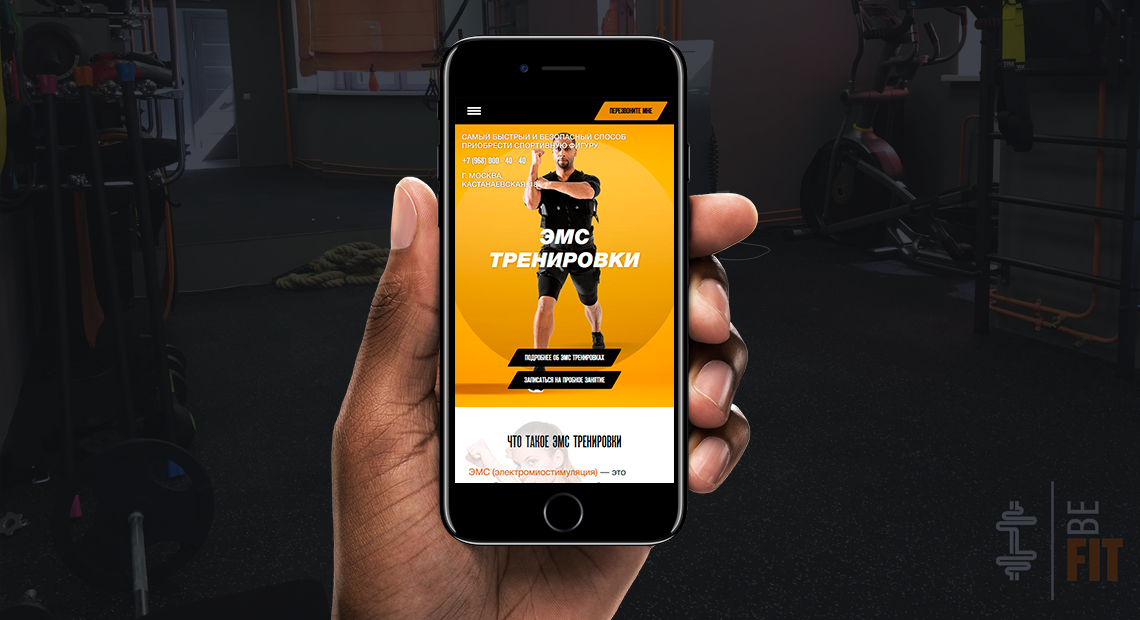 ПЕРЕЗВОНИТЕ МНЕ
САМЫЙ БЫСТРЫЙ И БЕЗОПАСНЫЙ СПОСОБ
ПРИОБРЕСТИ СПОРТИВНУЮ ФИГУРУ
+7 (968) 000 - 40 - 40
Г. МОСКВА,
КАСТАНАЕВСКАЯ,
ЭМС
ТРЕНИРОВКИ
ПОДРОБНЕЕ ОБ ЭМС ТРЕНИРОВКАХ
ЗАПИСАТЬСЯ НА ПРОБНОЕ ЗАНЯТИЕ
ЧТО ТАКОЕ ЭМС ТРЕНИРОВКИ
ЭМС (электромиостимуляция) — это
BE
FIT